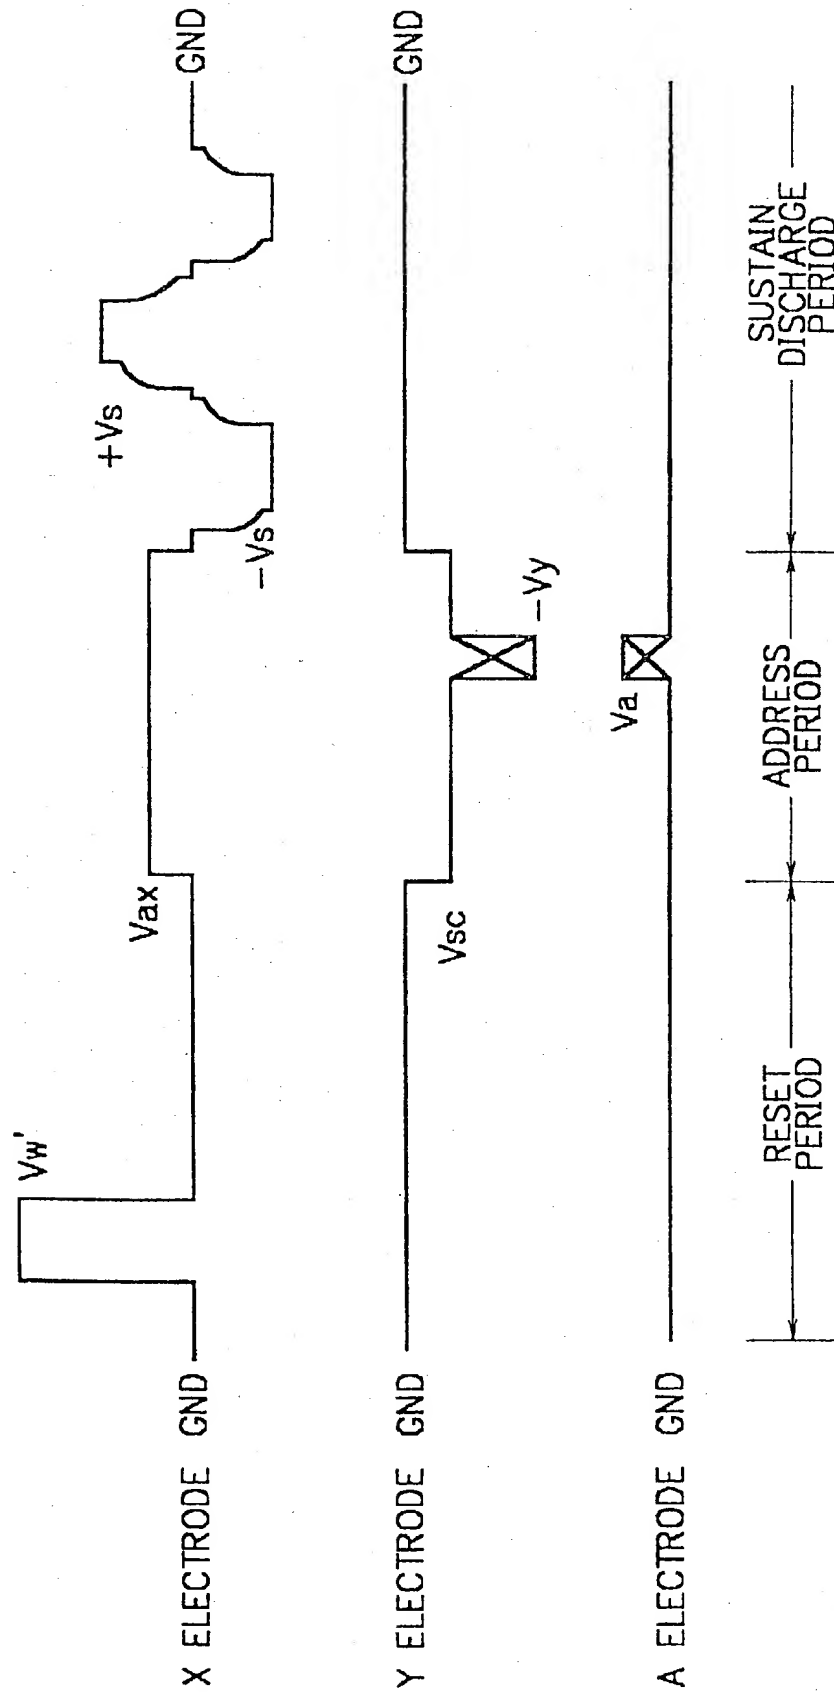 X ELECTRODE GND
Vw'
Vax
−Vs
+Vs
GND
Y ELECTRODE GND
Vsc
−Vy
GND
A ELECTRODE GND
Va
RESET
PERIOD
ADDRESS
PERIOD
SUSTAIN
DISCHARGE
PERIOD